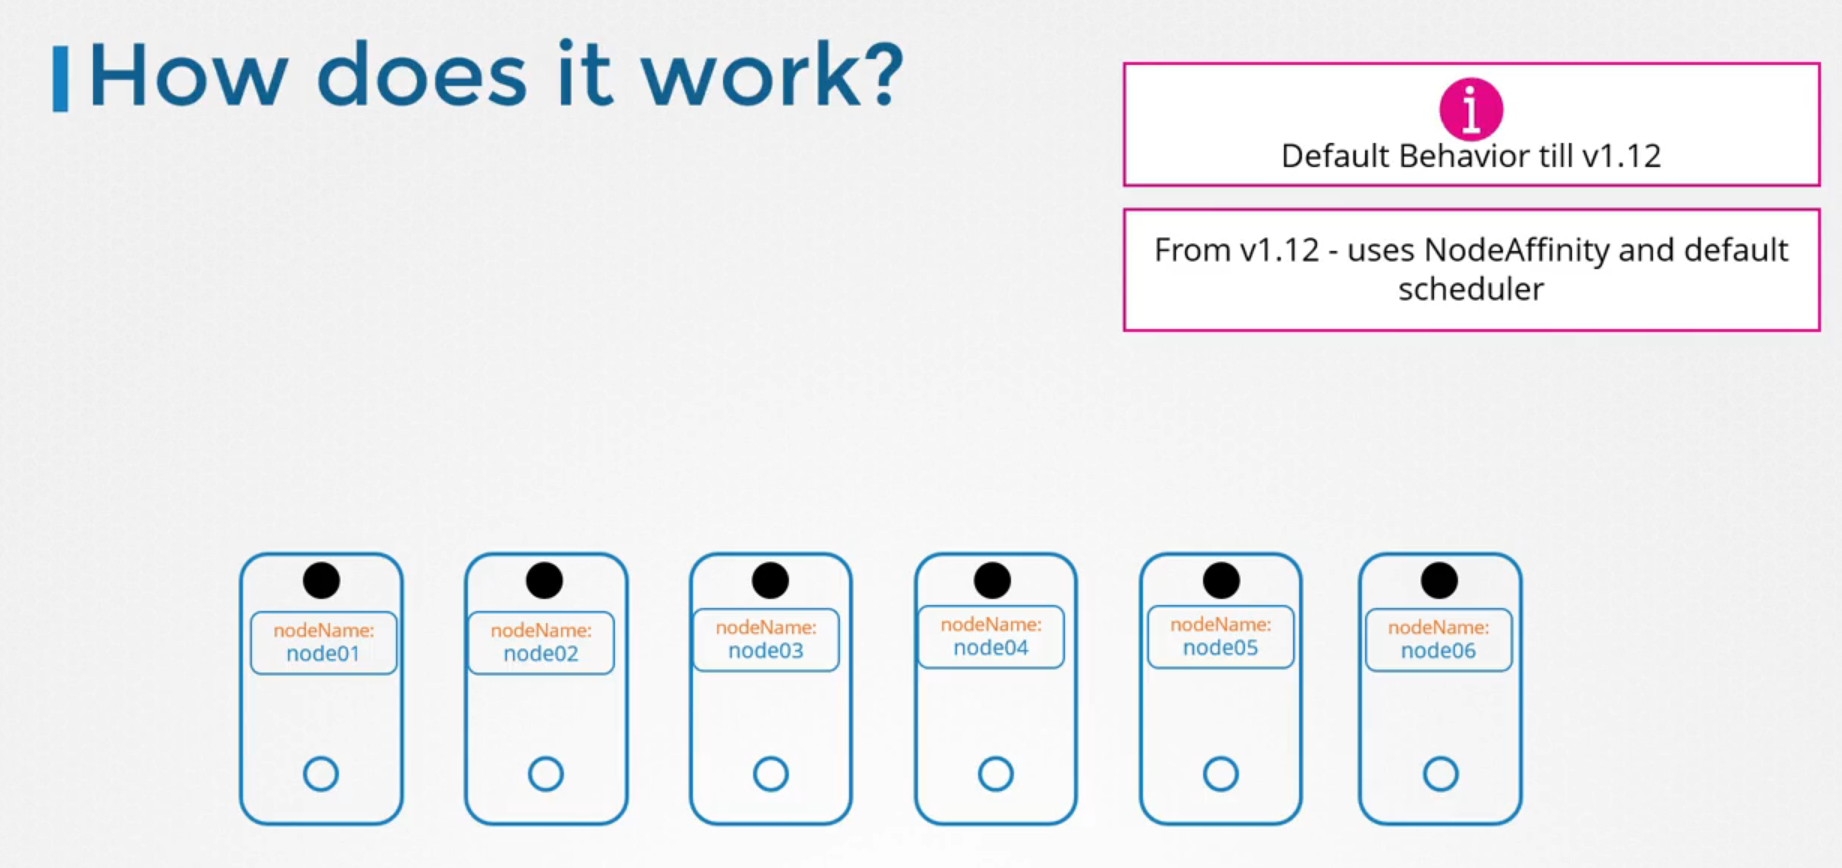 How does it work?
i
Default Behavior till v1.12
From v1.12 - uses NodeAffinity and default
scheduler
nodeName:
node01
nodeName:
node02
nodeName:
node03
nodeName:
node04
nodeName:
node05
nodeName:
node06